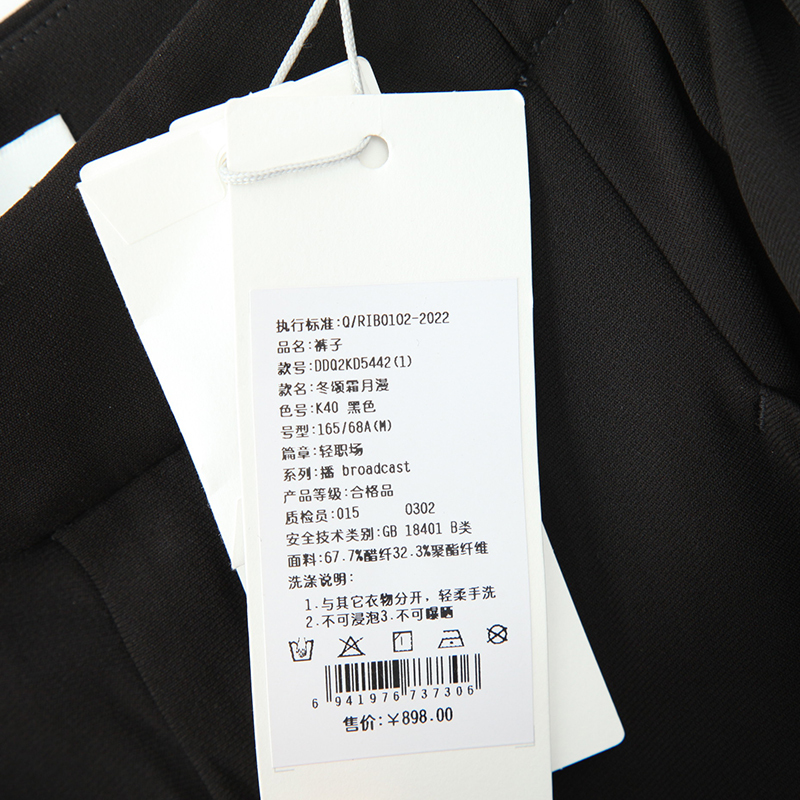 执行标准:Q/RIB0102-2022
品名:裤子
款号:DDQ2KD5442(1)
款名:冬颂霜月漫
色号:K40 黑色
号型:165/68A(M)
篇章:轻职场
系列:播 broadcast
产品等级:合格品
质检员:015 0302
安全技术类别:GB 18401 B类
面料:67.7%醋纤32.3%聚酯纤维
洗涤说明:
1.与其它衣物分开，轻柔手洗
2.不可浸泡3.不可曝晒
6 941976 737306
售价:￥898.00